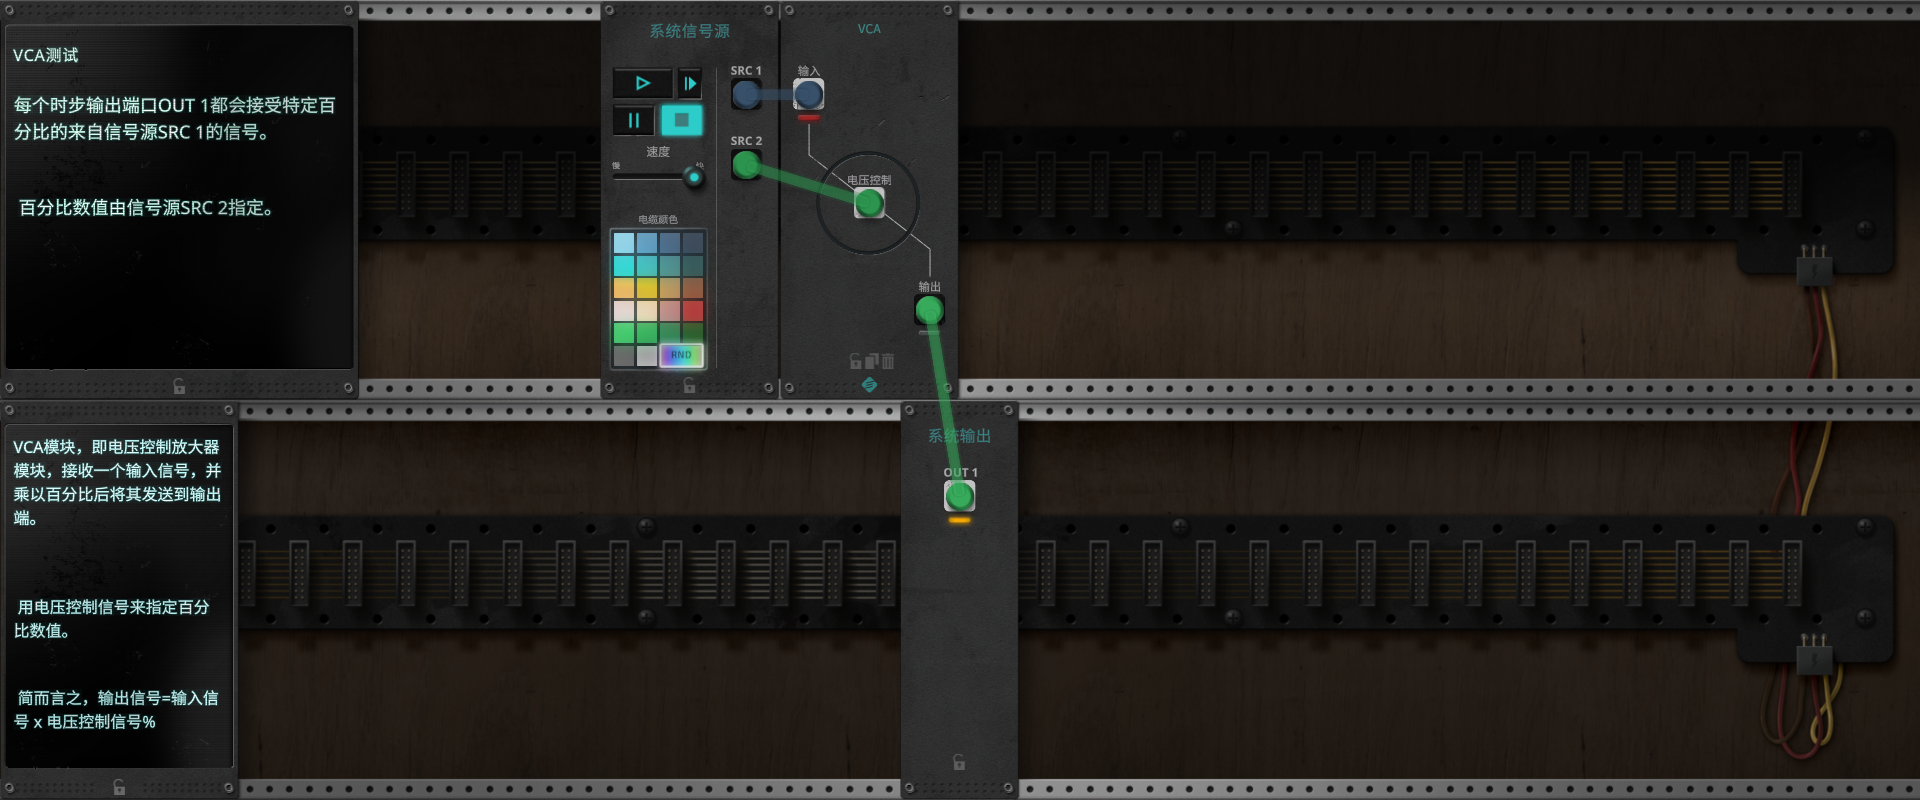 VCA测试
每个时步输出端口OUT 1都会接受特定百
分比的来自信号源SRC 1的信号。
百分比数值由信号源SRC 2指定。
系统信号源
SRC 1
SRC 2
速度
慢
快
电缆颜色
RND
VCA
输入
电压控制
输出
VCA模块，即电压控制放大器
模块，接收一个输入信号，并
乘以百分比后将其发送到输出
端。
用电压控制信号来指定百分
比数值。
简而言之，输出信号=输入信
号 x 电压控制信号%
系统输出
OUT 1